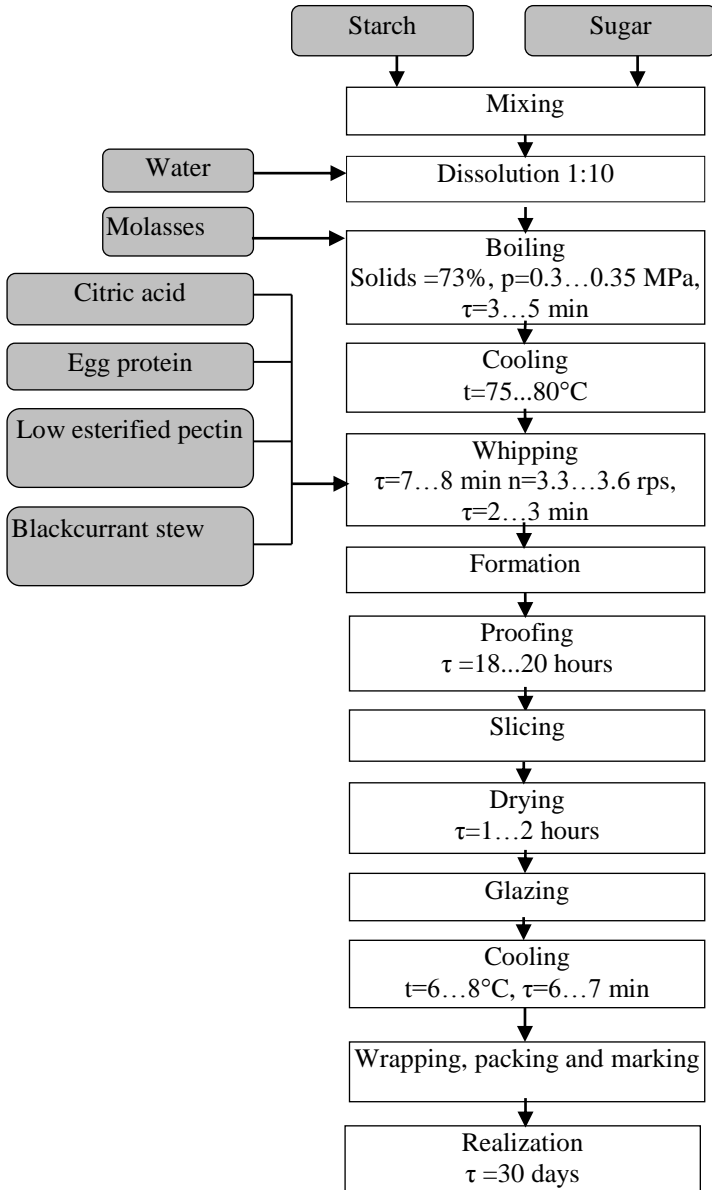 Starch
Sugar
Mixing
Water
Dissolution 1:10
Molasses
Boiling
Solids =73%, p=0.3…0.35 MPa,
τ=3…5 min
Citric acid
Egg protein
Cooling
t=75...80°C
Low esterified pectin
Whipping
τ=7…8 min n=3.3…3.6 rps,
τ=2…3 min
Blackcurrant stew
Formation
Proofing
τ =18...20 hours
Slicing
Drying
τ=1…2 hours
Glazing
Cooling
t=6…8°C, τ=6…7 min
Wrapping, packing and marking
Realization
τ =30 days